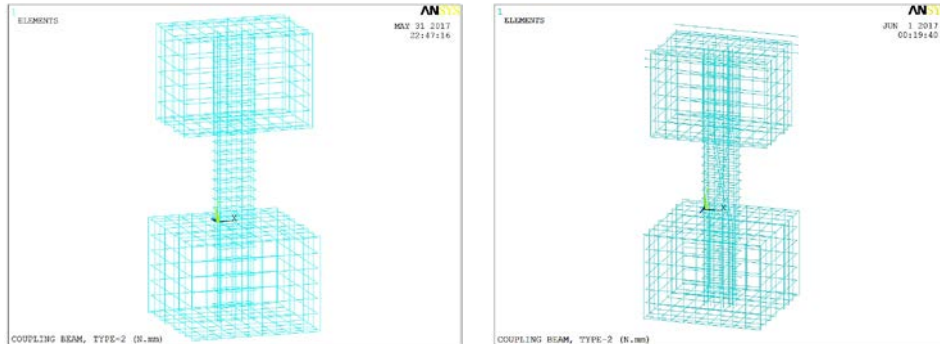 1
ELEMENTS
ANSYS
MAY 31 2017
22:47:16
X
COUPLING BEAM, TYPE-2 (N.mm)
1
ELEMENTS
ANSYS
JUN 1 2017
00:19:40
X
COUPLING BEAM, TYPE-2 (N.mm)